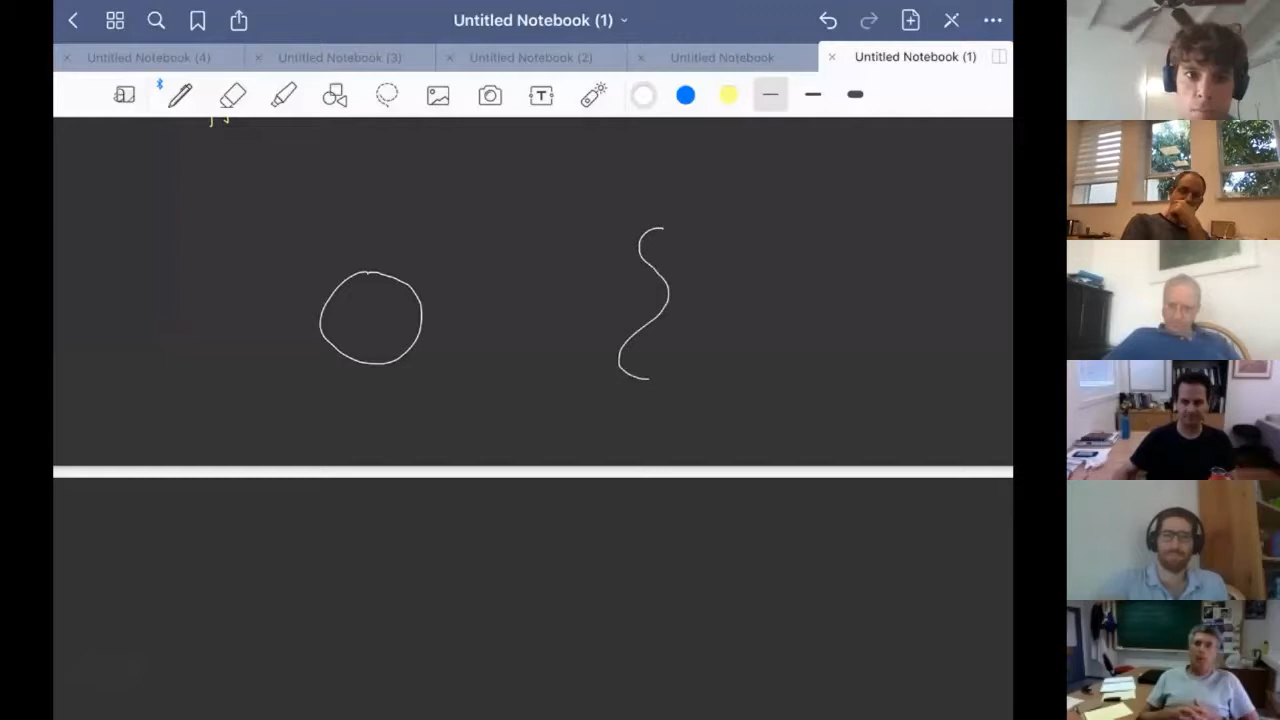 Untitled Notebook (1)
Untitled Notebook (4)
Untitled Notebook (3)
Untitled Notebook (2)
Untitled Notebook
Untitled Notebook (1)
T